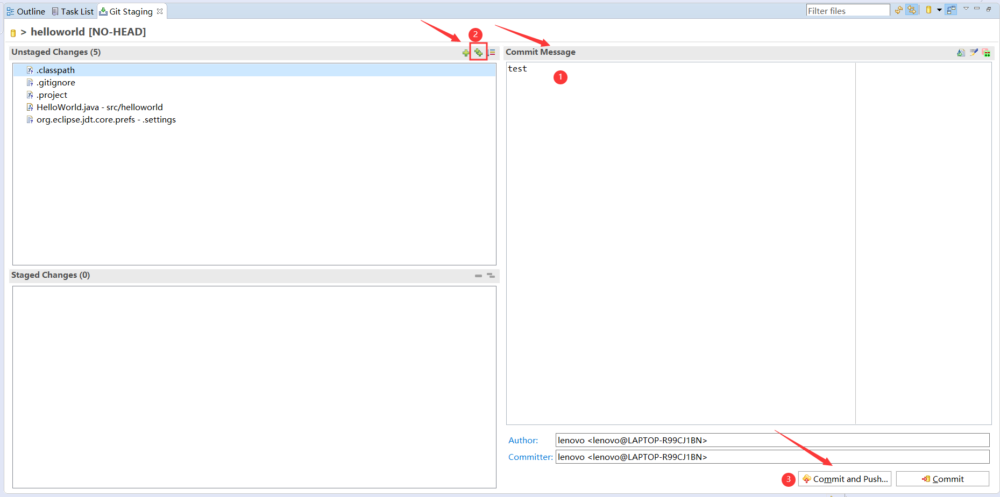 Outline Task List Git Staging Filter files
> helloworld [NO-HEAD]
2
Unstaged Changes (5)
.classpath
.gitignore
.project
HelloWorld.java - src/helloworld
org.eclipse.jdt.core.prefs - .settings
Staged Changes (0)
Commit Message
test
1
Author: lenovo <lenovo@LAPTOP-R99CJ1BN>
Committer: lenovo <lenovo@LAPTOP-R99CJ1BN>
3 Commit and Push... Commit